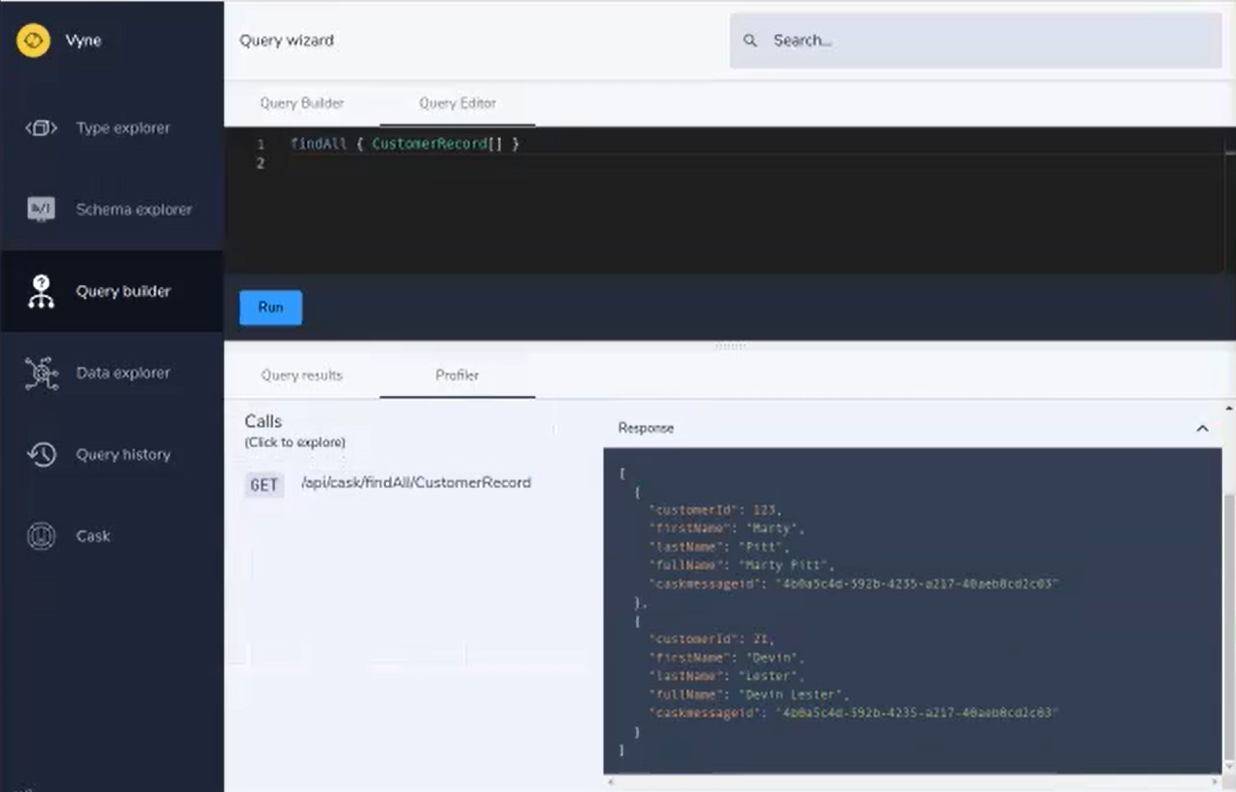 Vyne
Query wizard
Search...
Type explorer
Schema explorer
Query builder
Data explorer
Query history
Cask
Query Builder
Query Editor
1 findAll { CustomerRecord[] }
2
Run
Query results
Profiler
Calls
(Click to explore)
GET /api/cask/findAll/CustomerRecord
Response
[
{
"customerId": 123,
"firstName": "Marty",
"lastName": "Pitt",
"fullName": "Marty Pitt",
"caskmessageid": "4b0a5c4d-592b-4235-a217-40aeb0cd2c03"
},
{
"customerId": 21,
"firstName": "Devin",
"lastName": "Lester",
"fullName": "Devin Lester",
"caskmessageid": "4b0a5c4d-592b-4235-a217-40aeb0cd2c03"
}
]